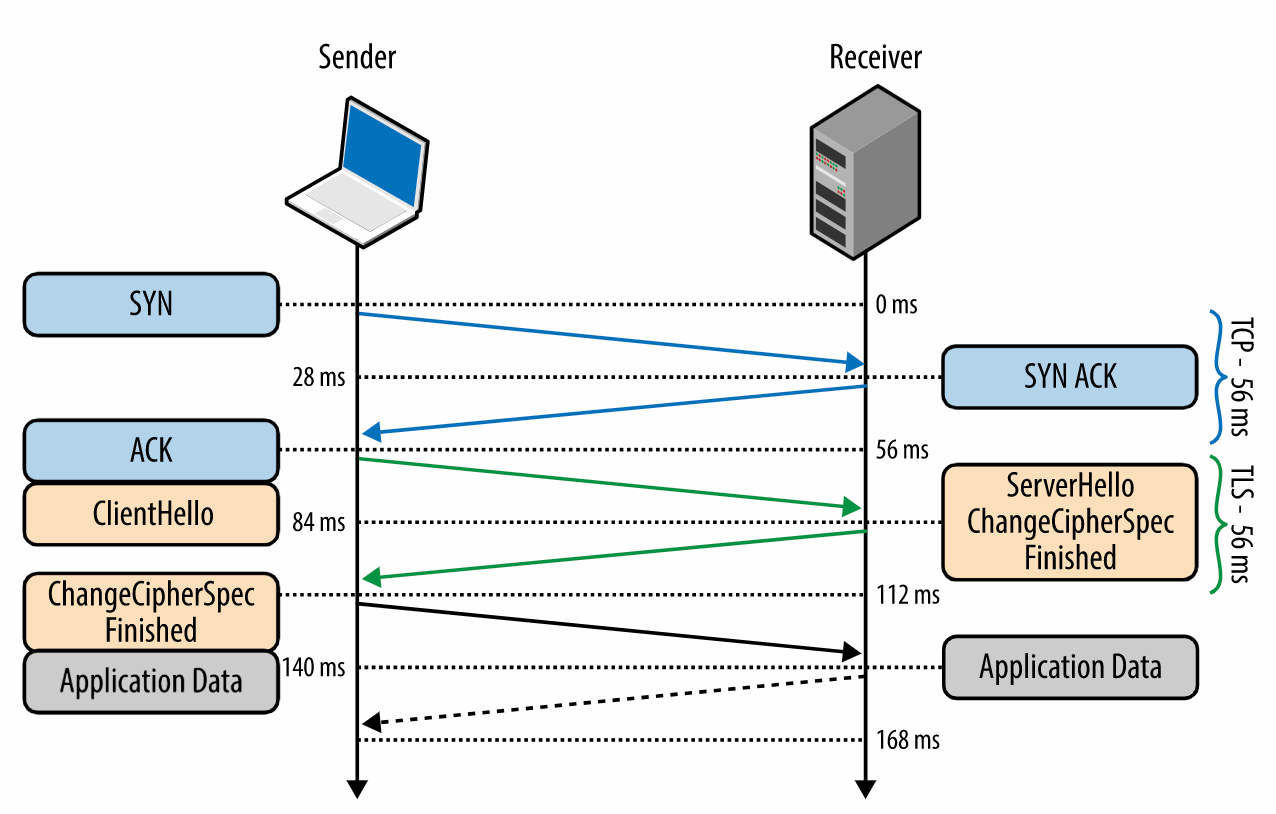 Sender
Receiver
SYN
0 ms
28 ms
SYN ACK
TCP - 56 ms
ACK
56 ms
ClientHello
84 ms
ServerHello
ChangeCipherSpec
Finished
TLS - 56 ms
ChangeCipherSpec
Finished
112 ms
Application Data
140 ms
Application Data
168 ms